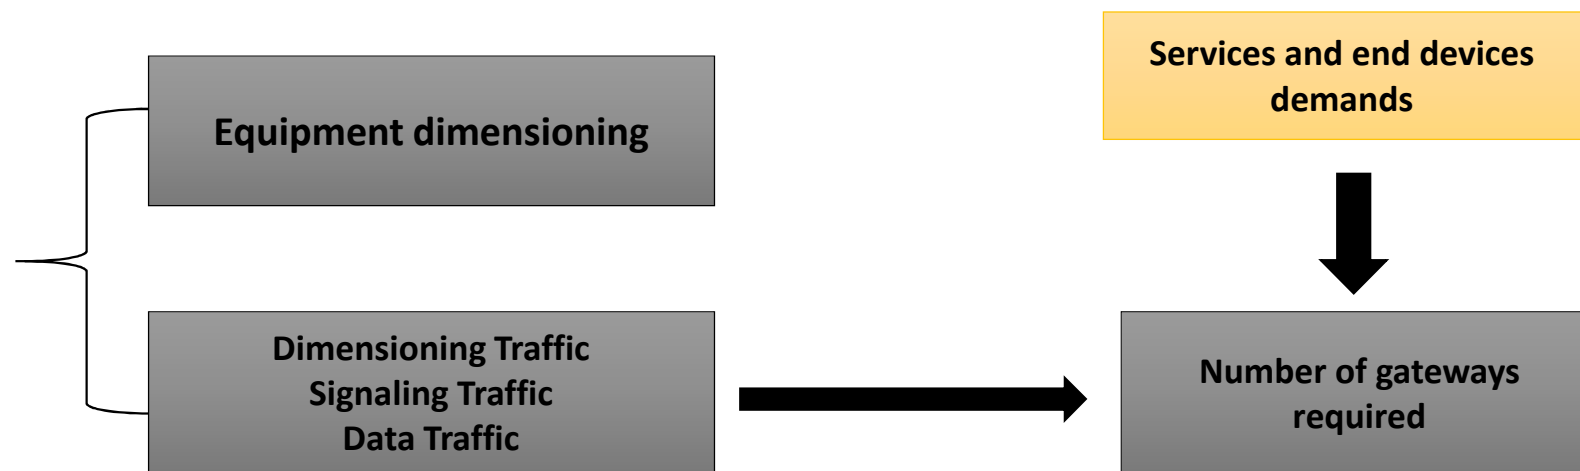 Services and end devices
demands
Equipment dimensioning
Dimensioning Traffic
Signaling Traffic
Data Traffic
Number of gateways
required